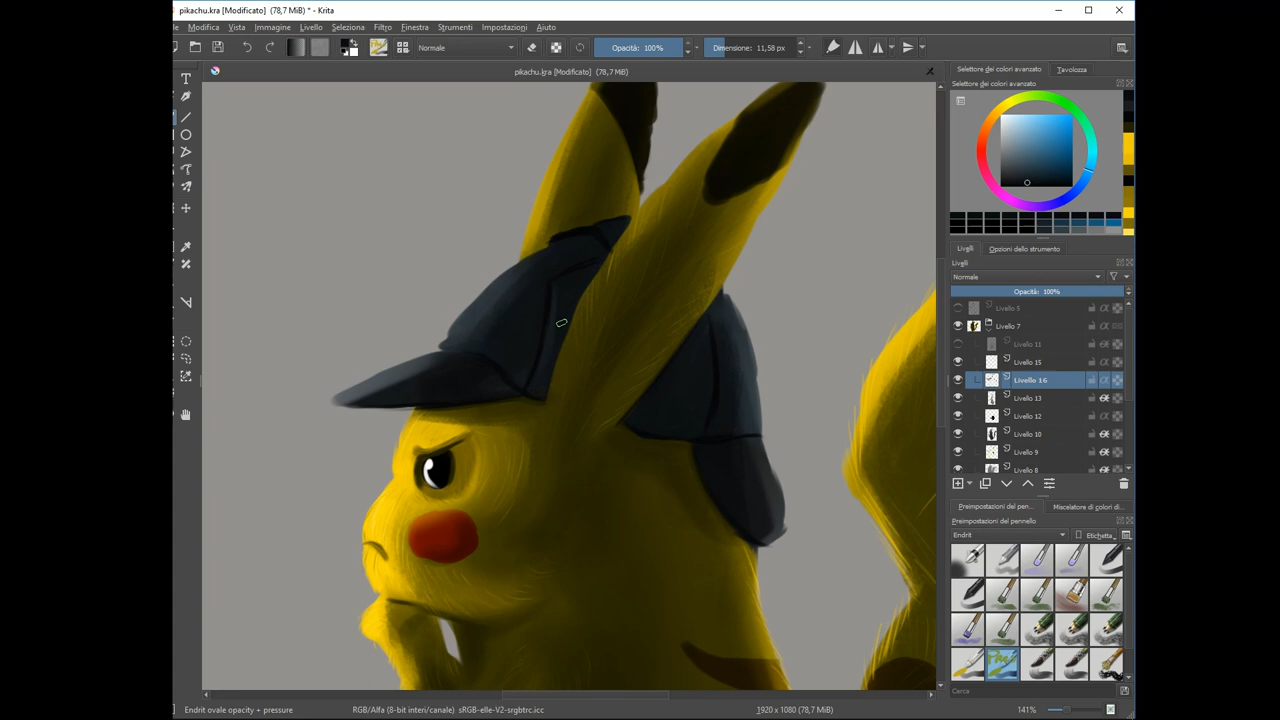 pikachu.kra [Modificato] (78,7 MiB) * - Krita
Modifica Vista Immagine Livello Seleziona Filtro Finestra Strumenti Impostazioni Aiuto
Normale Opacità: 100% Dimensione: 11,58 px
pikachu.kra [Modificato] (78,7 MiB)
Selettore dei colori avanzato Tavolozza
Selettore dei colori avanzato
Livelli Opzioni dello strumento
Livelli
Normale
Opacità: 100%
Livello 5
Livello 7
Livello 11
Livello 15
Livello 16
Livello 13
Livello 12
Livello 10
Livello 9
Livello 8
Preimpostazioni del pen... Miscelatore di colori di...
Preimpostazioni del pennello
Endrit Etichetta
Cerca
Endrit ovale opacity + pressure RGB/Alfa (8-bit interi/canale) sRGB-elle-V2-srgbtrc.icc 1920 x 1080 (78,7 MiB) 141%